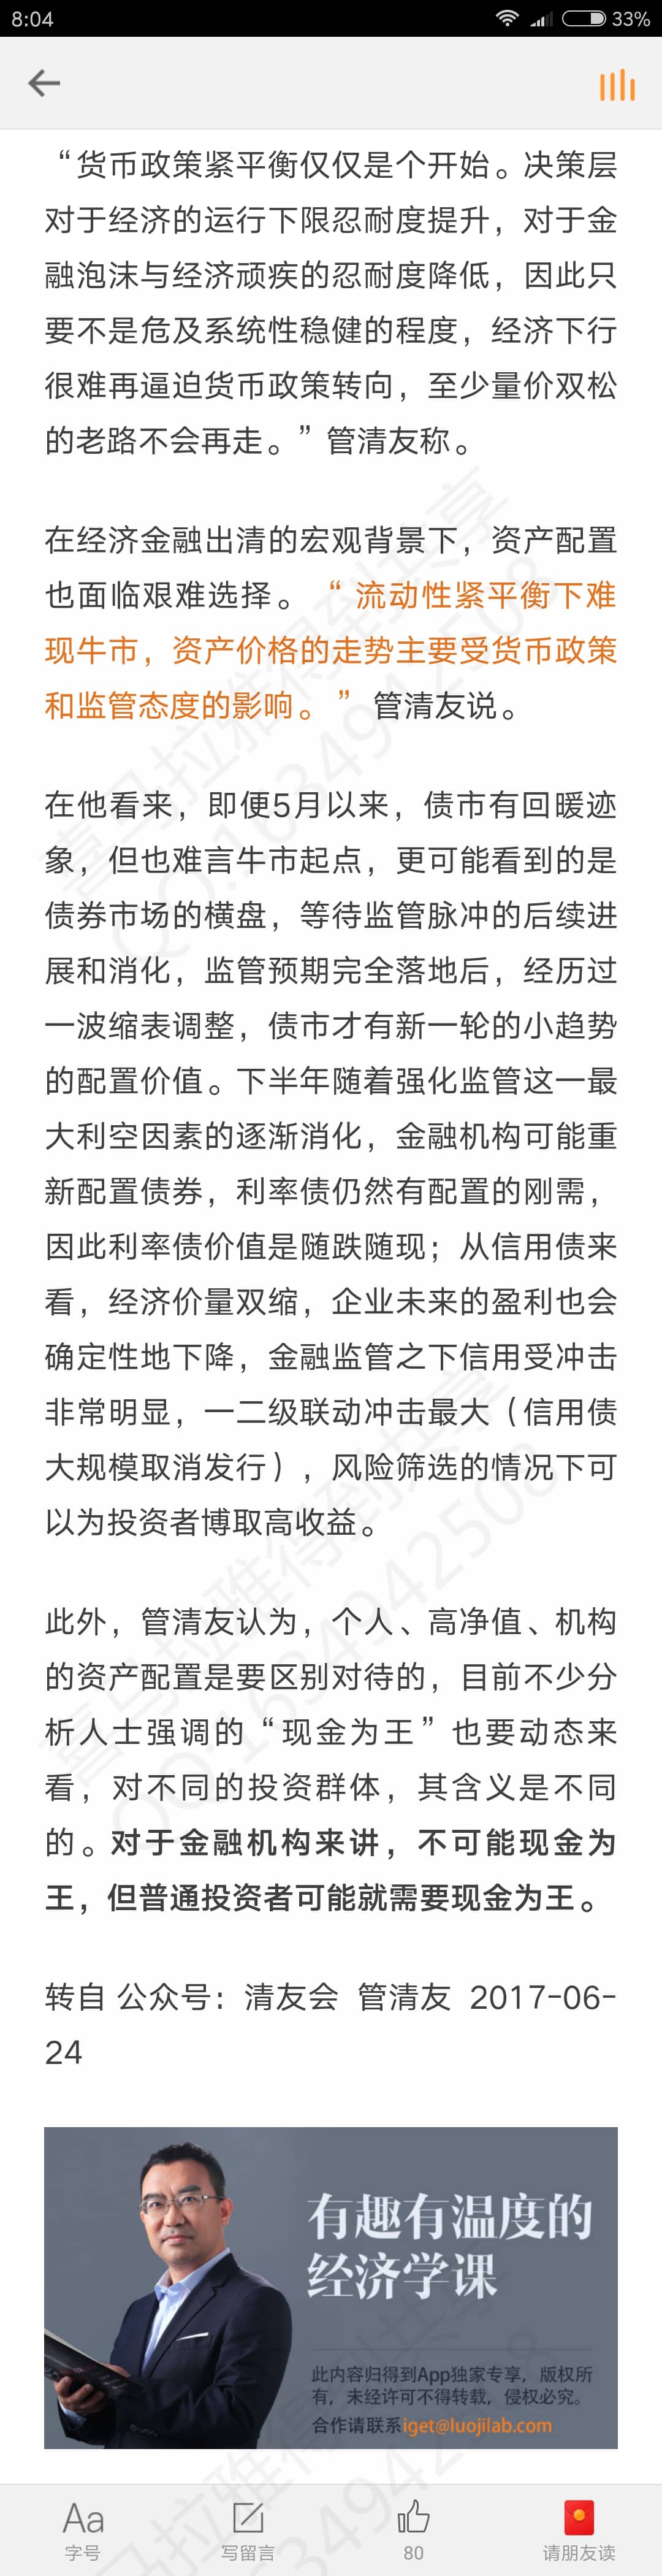 8:04
33%
“货币政策紧平衡仅仅是个开始。决策层
对于经济的运行下限忍耐度提升，对于金
融泡沫与经济顽疾的忍耐度降低，因此只
要不是危及系统性稳健的程度，经济下行
很难再逼迫货币政策转向，至少量价双松
的老路不会再走。”管清友称。
在经济金融出清的宏观背景下，资产配置
也面临艰难选择。“流动性紧平衡下难
现牛市，资产价格的走势主要受货币政策
和监管态度的影响。”管清友说。
在他看来，即便5月以来，债市有回暖迹
象，但也难言牛市起点，更可能看到的是
债券市场的横盘，等待监管脉冲的后续进
展和消化，监管预期完全落地后，经历过
一波缩表调整，债市才有新一轮的小趋势
的配置价值。下半年随着强化监管这一最
大利空因素的逐渐消化，金融机构可能重
新配置债券，利率债仍然有配置的刚需，
因此利率债价值是随跌随现；从信用债来
看，经济价量双缩，企业未来的盈利也会
确定性地下降，金融监管之下信用受冲击
非常明显，一二级联动冲击最大（信用债
大规模取消发行），风险筛选的情况下可
以为投资者博取高收益。
此外，管清友认为，个人、高净值、机构
的资产配置是要区别对待的，目前不少分
析人士强调的“现金为王”也要动态来
看，对不同的投资群体，其含义是不同
的。对于金融机构来讲，不可能现金为
王，但普通投资者可能就需要现金为王。
转自 公众号：清友会 管清友 2017-06-
24
有趣有温度的
经济学课
此内容归得到App独家专享，版权所
有，未经许可不得转载，侵权必究。
合作请联系iget@luojilab.com
喜马拉雅得到共享
QQ:1634942508
喜马拉雅得到共享
QQ:1634942508
Aa
字号
写留言
80
请朋友读